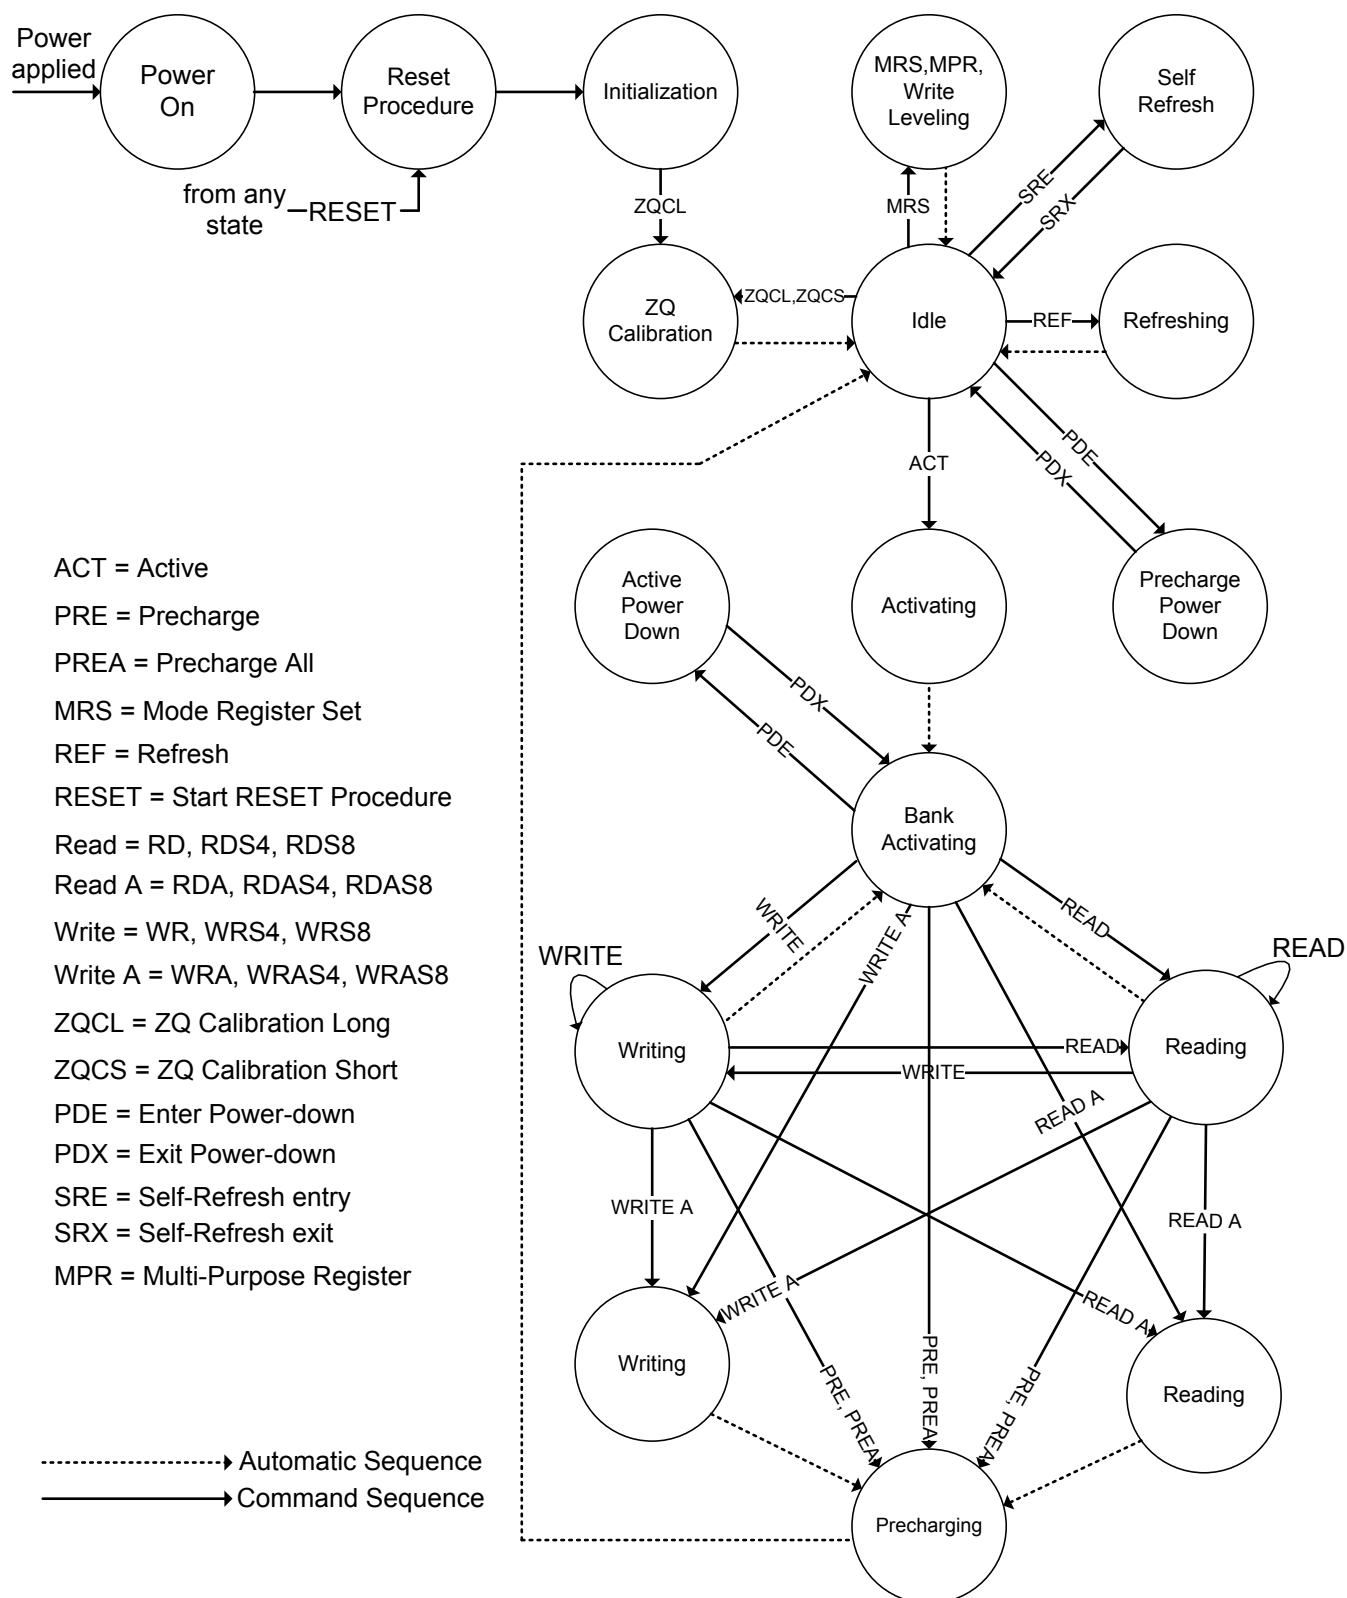 Power
applied
Power
On
Reset
Procedure
Initialization
MRS,MPR,
Write
Leveling
Self
Refresh
from any
state
RESET
ZQCL
MRS
SRE
SRX
ZQ
Calibration
ZQCL,ZQCS
Idle
REF
Refreshing
ACT
PDE
PDX
Active
Power
Down
Activating
Precharge
Power
Down
PDX
PDE
Bank
Activating
WRITE
WRITE
WRITE A
READ
READ
Writing
READ
WRITE
Reading
READ A
WRITE A
READ A
WRITE A
READ A
Writing
PRE, PREA
PRE, PREA
PRE, PREA
Reading
Precharging
ACT = Active
PRE = Precharge
PREA = Precharge All
MRS = Mode Register Set
REF = Refresh
RESET = Start RESET Procedure
Read = RD, RDS4, RDS8
Read A = RDA, RDAS4, RDAS8
Write = WR, WRS4, WRS8
Write A = WRA, WRAS4, WRAS8
ZQCL = ZQ Calibration Long
ZQCS = ZQ Calibration Short
PDE = Enter Power-down
PDX = Exit Power-down
SRE = Self-Refresh entry
SRX = Self-Refresh exit
MPR = Multi-Purpose Register
Automatic Sequence
Command Sequence